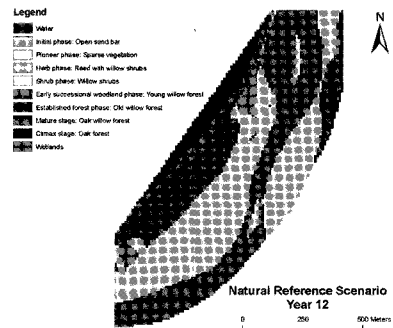 Legend
Water
Initial phase: Open sand bar
Pioneer phase: Sparse vegetation
Herb phase: Reed with willow shrubs
Shrub phase: Willow shrubs
Early successional woodland phase: Young willow forest
Established forest phase: Old willow forest
Mature stage: Oak willow forest
Climax stage: Oak forest
Wetlands
N
Natural Reference Scenario
Year 12
0 250 500 Meters